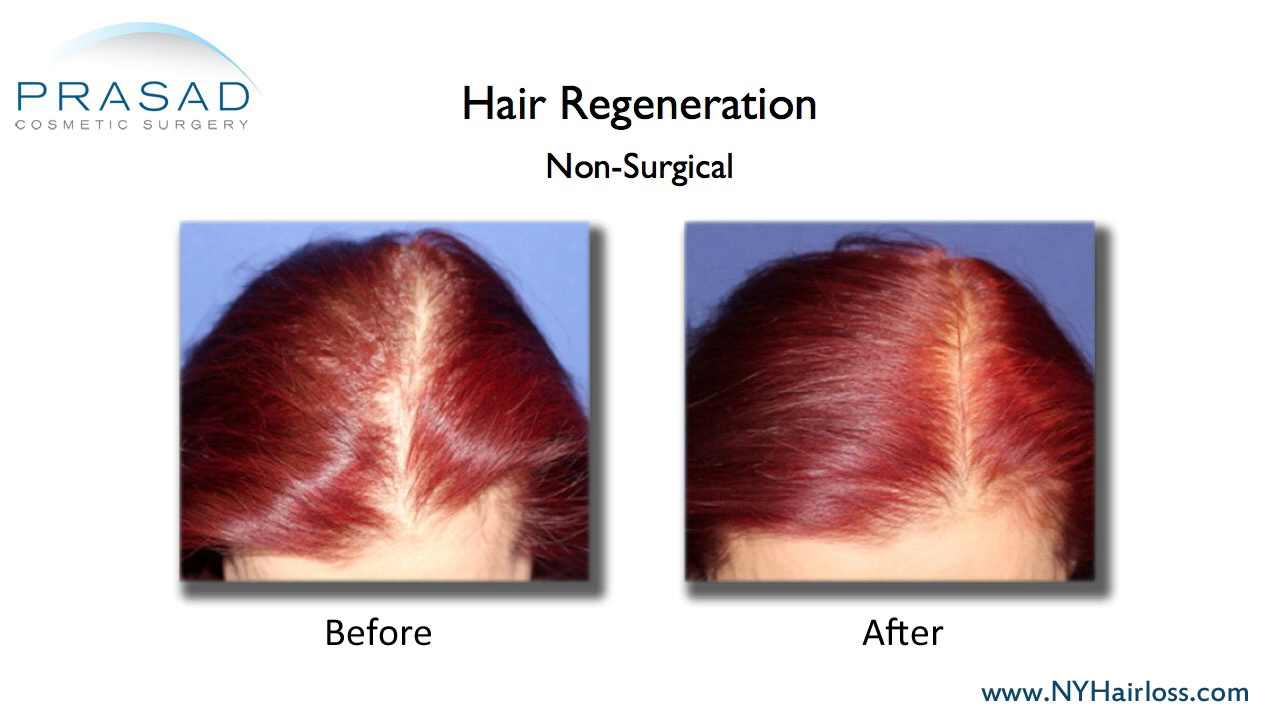 PRASAD
COSMETIC SURGERY
Hair Regeneration
Non-Surgical
Before
After
www.NYHairloss.com